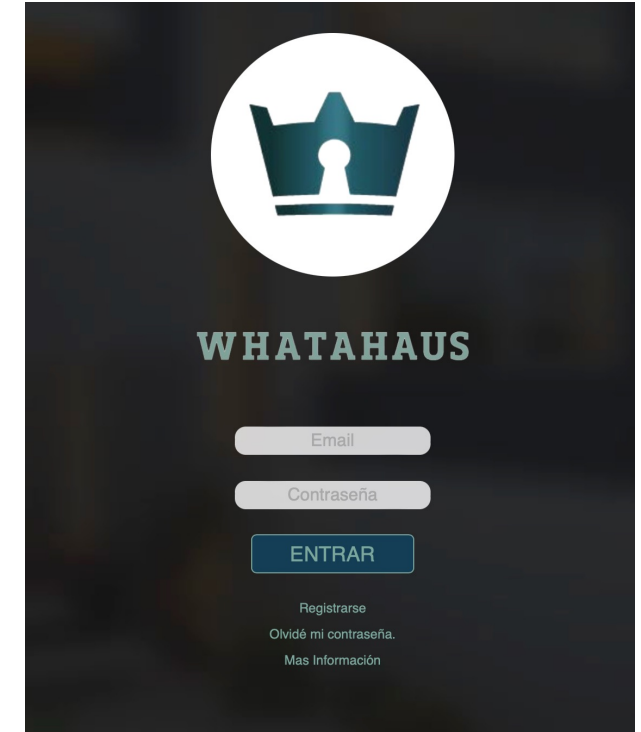 WHATAHAUS
Email
Contraseña
ENTRAR
Registrarse
Olvidé mi contraseña.
Mas Información